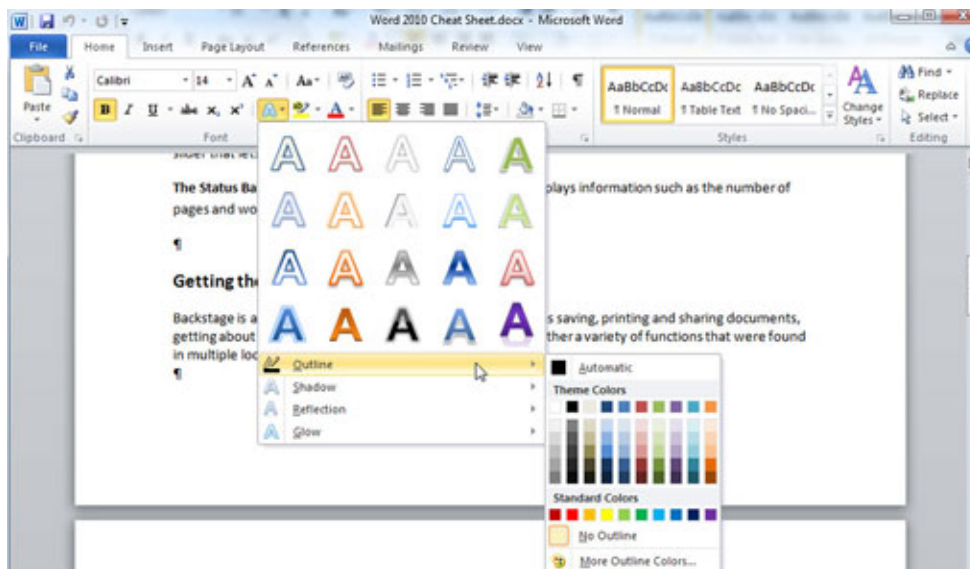 Word 2010 Cheat Sheet.docx - Microsoft Word
File Home Insert Page Layout References Mailings Review View
Calibri 14 A A Aa
Find
Replace
Select
Paste
B I U abc x, x² A A
AaBbCcDc AaBbCcDc AaBbCcDc
¶ Normal ¶ Table Text ¶ No Spaci...
Change
Styles
Clipboard Font Styles Editing
The Status Ba
plays information such as the number of
pages and wo
¶
Getting the
Backstage is a
s saving, printing and sharing documents,
getting about
ther a variety of functions that were found
in multiple loc
¶
A A A A A
A A A A A
A A A A A
A A A A A
Outline
Shadow
Reflection
Glow
Automatic
Theme Colors
Standard Colors
No Outline
More Outline Colors...